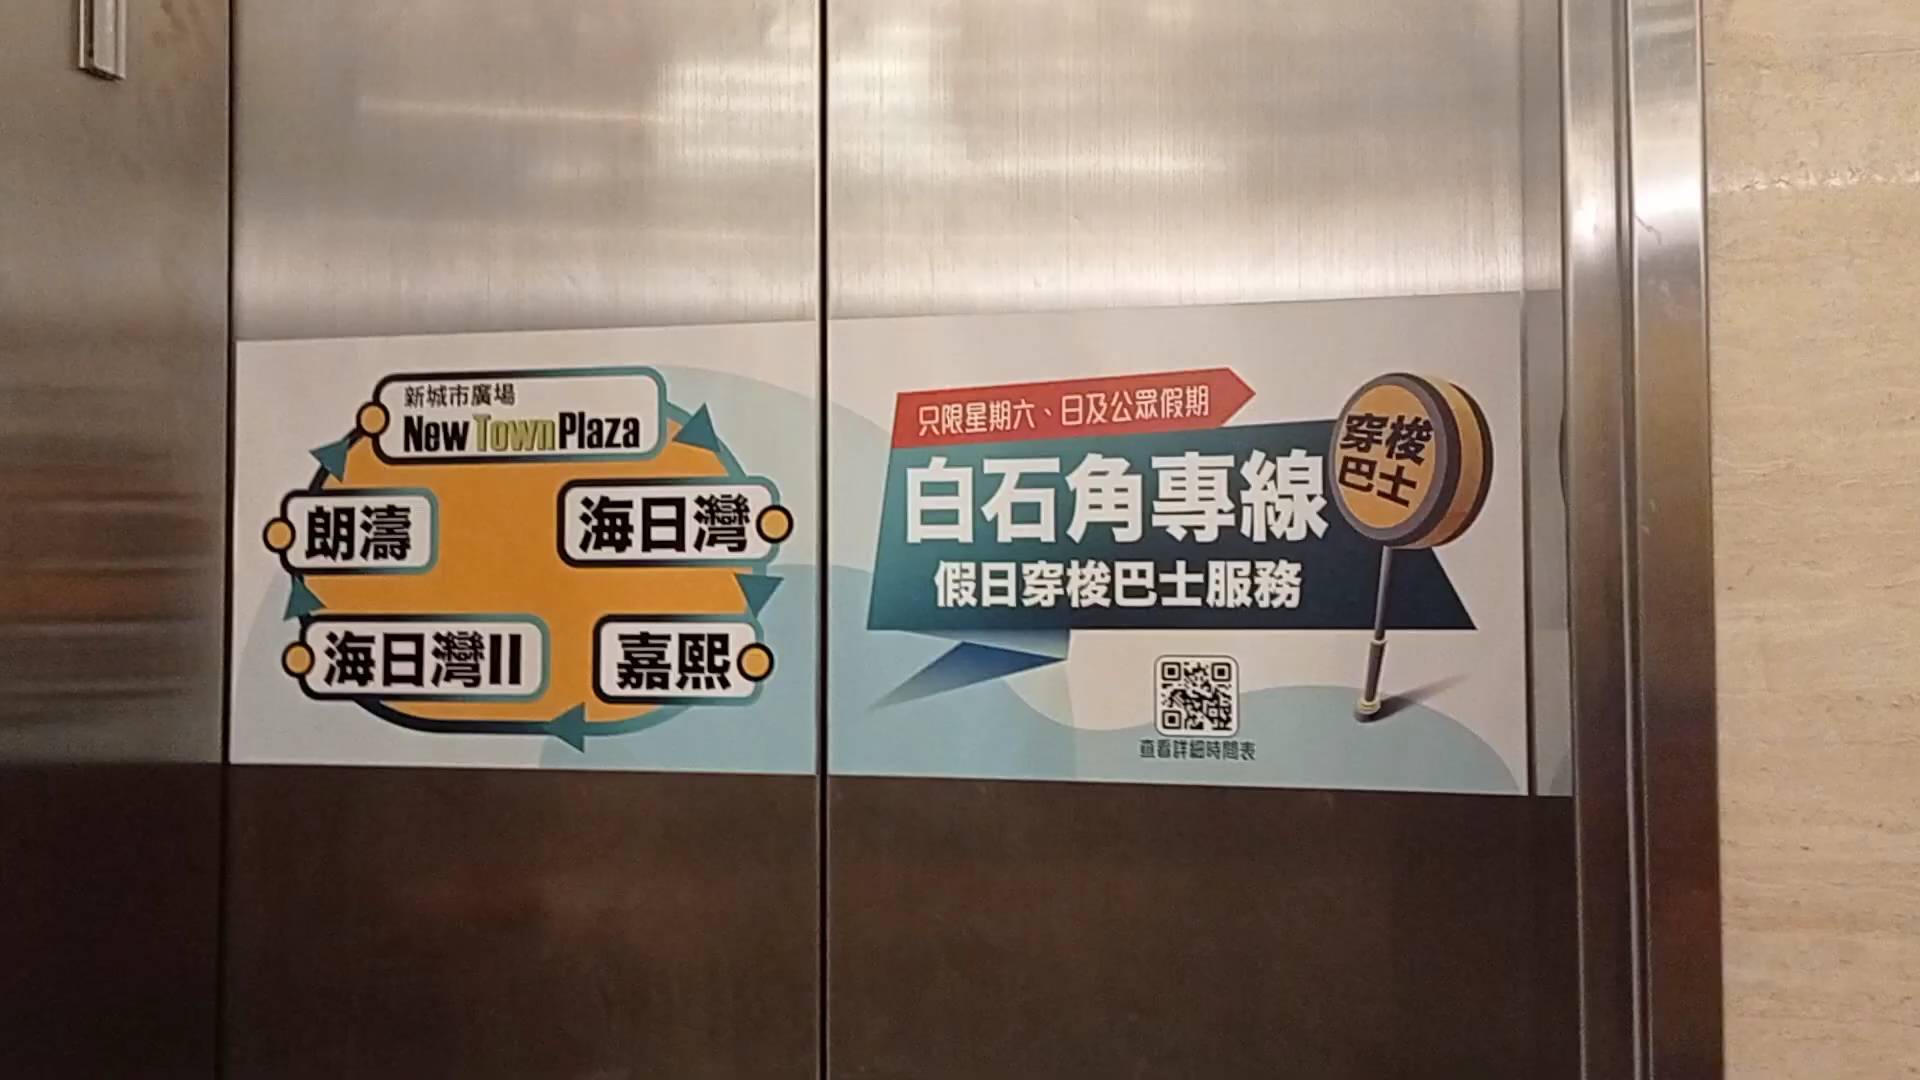 新城市廣場
New Town Plaza
朗濤
海日灣
海日灣II
嘉熙
只限星期六、日及公眾假期
白石角專線
假日穿梭巴士服務
穿梭
巴士
查看詳細時間表